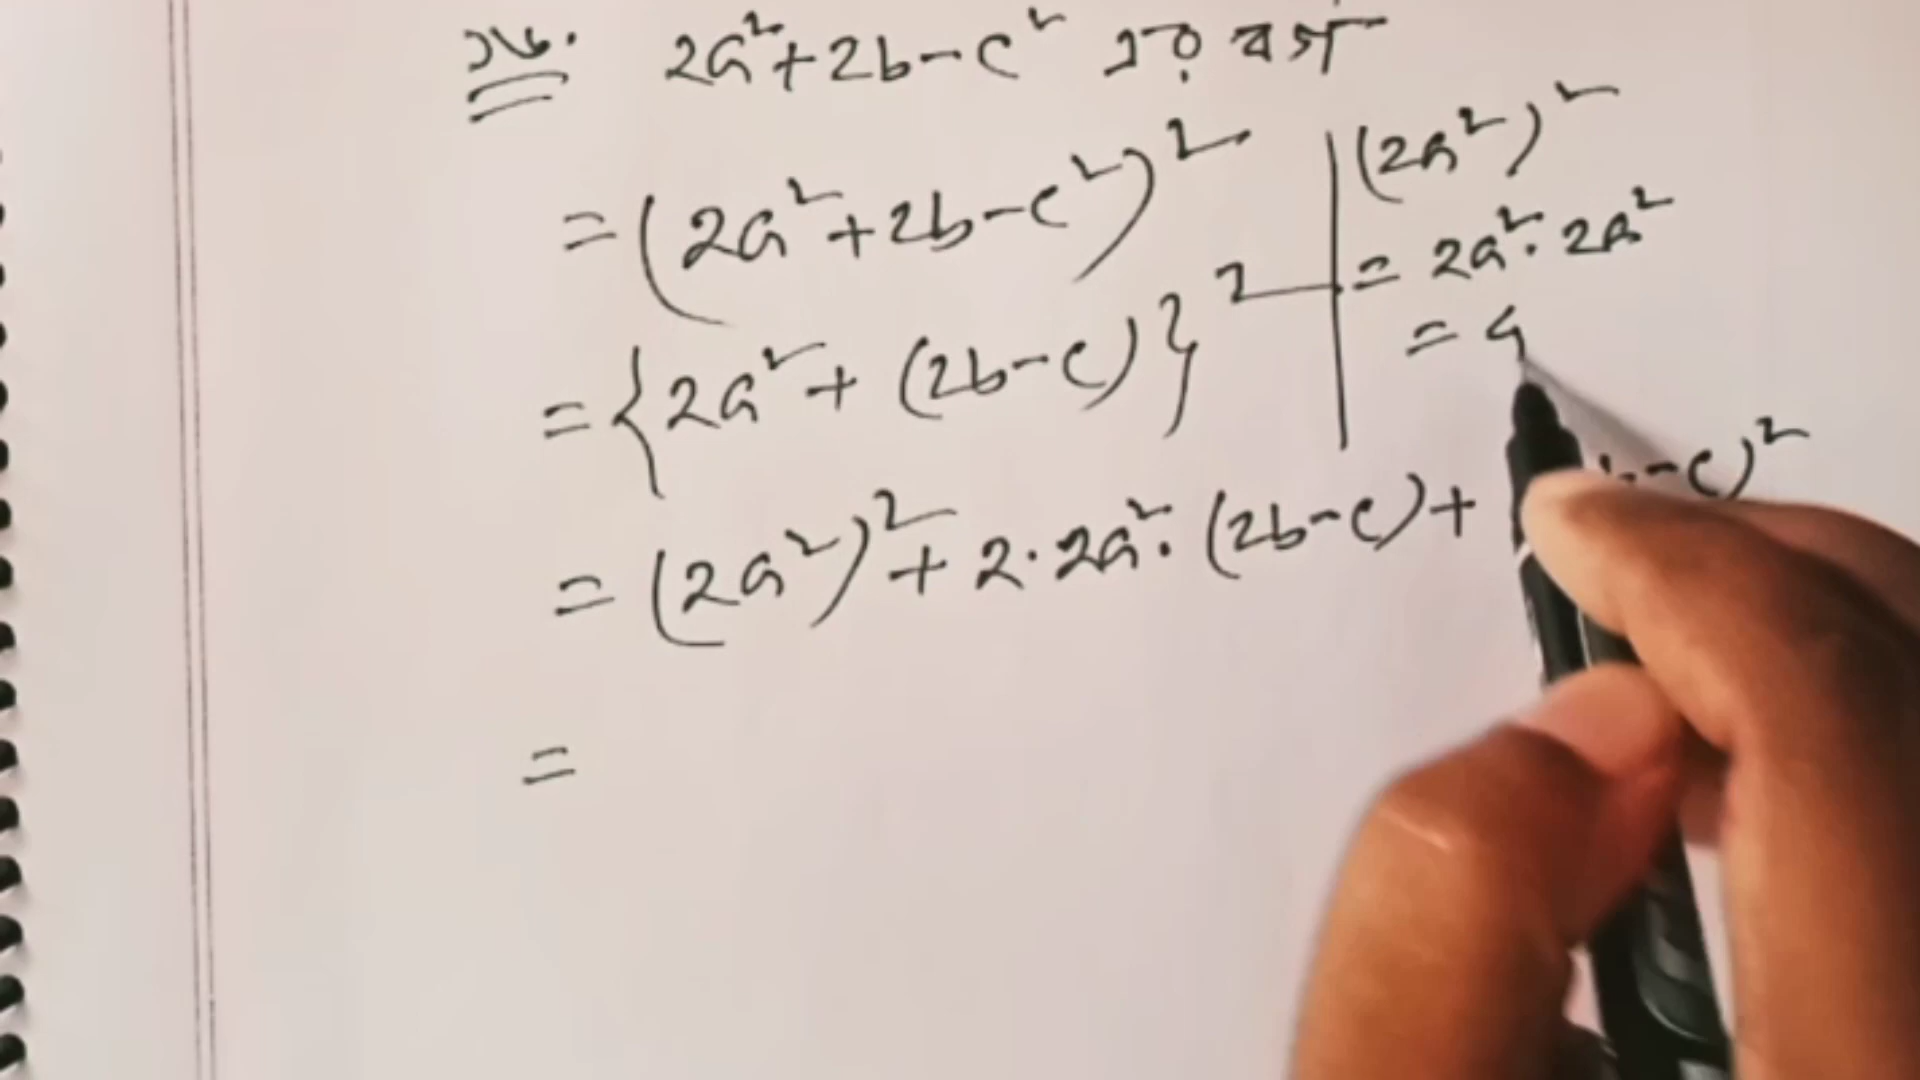 ১৬. 2a²+2b-c² এর বর্গ
=(2a²+2b-c²)²
={2a²+(2b-c)}²
=(2a²)²+2·2a²·(2b-c)+ -c)²
=
(2a²)²
=2a²·2a²
=4